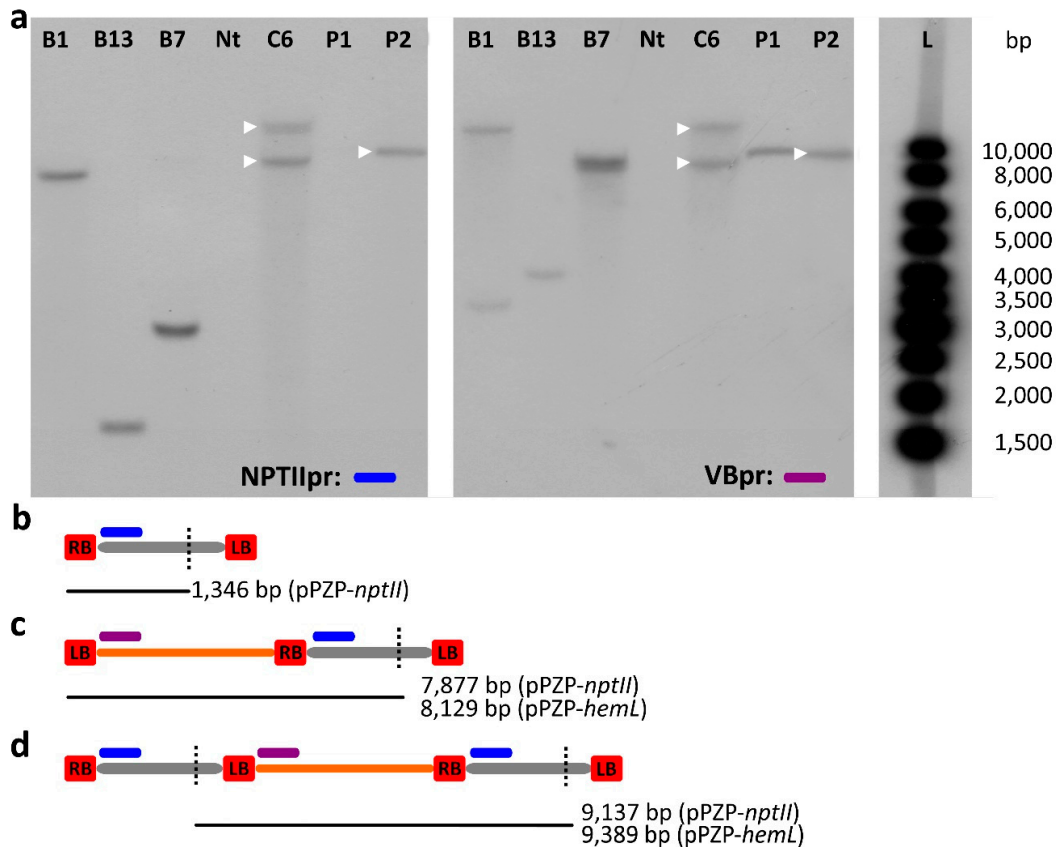 a
B1 B13 B7 Nt C6 P1 P2
B1 B13 B7 Nt C6 P1 P2
L bp
10,000
8,000
6,000
5,000
4,000
3,500
3,000
2,500
2,000
1,500
NPTIIpr:
VBpr:
b
RB LB
1,346 bp (pPZP-nptII)
c
LB RB LB
7,877 bp (pPZP-nptII)
8,129 bp (pPZP-hemL)
d
RB LB RB LB
9,137 bp (pPZP-nptII)
9,389 bp (pPZP-hemL)